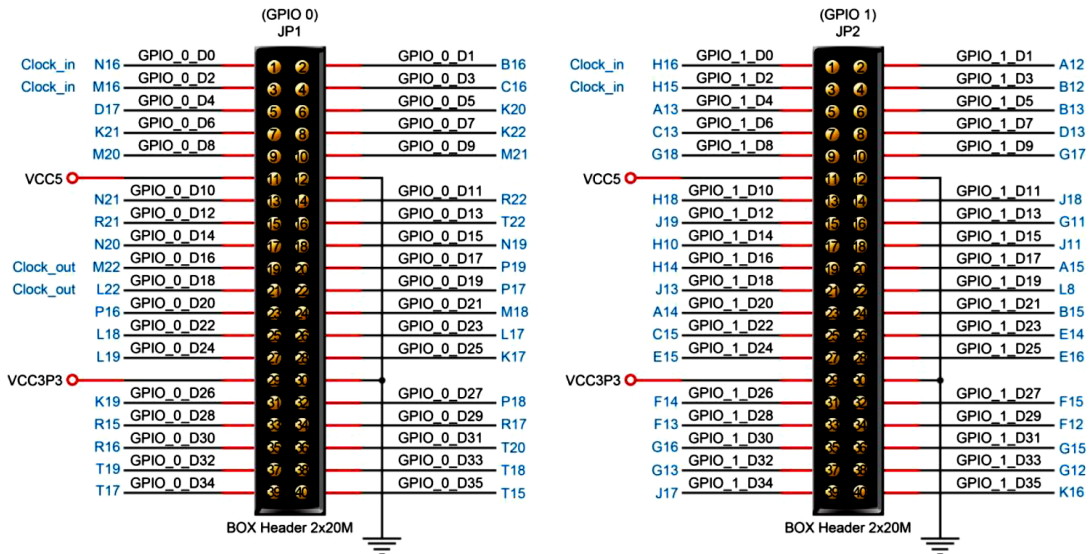 (GPIO 0) (GPIO 1)
JP1 JP2
Clock_in N16 GPIO_0_D0 1 2 GPIO_0_D1 B16 Clock_in H16 GPIO_1_D0 1 2 GPIO_1_D1 A12
Clock_in M16 GPIO_0_D2 3 4 GPIO_0_D3 C16 Clock_in H15 GPIO_1_D2 3 4 GPIO_1_D3 B12
D17 GPIO_0_D4 5 6 GPIO_0_D5 K20 A13 GPIO_1_D4 5 6 GPIO_1_D5 B13
K21 GPIO_0_D6 7 8 GPIO_0_D7 K22 C13 GPIO_1_D6 7 8 GPIO_1_D7 D13
M20 GPIO_0_D8 9 10 GPIO_0_D9 M21 G18 GPIO_1_D8 9 10 GPIO_1_D9 G17
VCC5 11 12 VCC5 11 12
N21 GPIO_0_D10 13 14 GPIO_0_D11 R22 H18 GPIO_1_D10 13 14 GPIO_1_D11 J18
R21 GPIO_0_D12 15 16 GPIO_0_D13 T22 J19 GPIO_1_D12 15 16 GPIO_1_D13 G11
N20 GPIO_0_D14 17 18 GPIO_0_D15 N19 H10 GPIO_1_D14 17 18 GPIO_1_D15 J11
Clock_out M22 GPIO_0_D16 19 20 GPIO_0_D17 P19 H14 GPIO_1_D16 19 20 GPIO_1_D17 A15
Clock_out L22 GPIO_0_D18 21 22 GPIO_0_D19 P17 J13 GPIO_1_D18 21 22 GPIO_1_D19 L8
P16 GPIO_0_D20 23 24 GPIO_0_D21 M18 A14 GPIO_1_D20 23 24 GPIO_1_D21 B15
L18 GPIO_0_D22 25 26 GPIO_0_D23 L17 C15 GPIO_1_D22 25 26 GPIO_1_D23 E14
L19 GPIO_0_D24 27 28 GPIO_0_D25 K17 E15 GPIO_1_D24 27 28 GPIO_1_D25 E16
VCC3P3 29 30 VCC3P3 29 30
K19 GPIO_0_D26 31 32 GPIO_0_D27 P18 F14 GPIO_1_D26 31 32 GPIO_1_D27 F15
R15 GPIO_0_D28 33 34 GPIO_0_D29 R17 F13 GPIO_1_D28 33 34 GPIO_1_D29 F12
R16 GPIO_0_D30 35 36 GPIO_0_D31 T20 G16 GPIO_1_D30 35 36 GPIO_1_D31 G15
T19 GPIO_0_D32 37 38 GPIO_0_D33 T18 G13 GPIO_1_D32 37 38 GPIO_1_D33 G12
T17 GPIO_0_D34 39 40 GPIO_0_D35 T15 J17 GPIO_1_D34 39 40 GPIO_1_D35 K16
BOX Header 2x20M BOX Header 2x20M